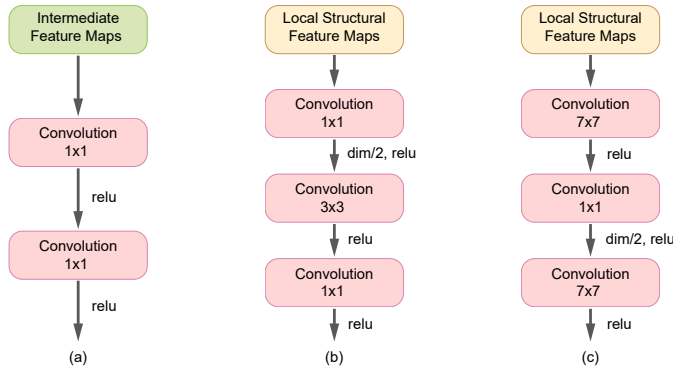 Intermediate
Feature Maps
Convolution
1x1
relu
Convolution
1x1
relu
(a)
Local Structural
Feature Maps
Convolution
1x1
dim/2, relu
Convolution
3x3
relu
Convolution
1x1
relu
(b)
Local Structural
Feature Maps
Convolution
7x7
relu
Convolution
1x1
dim/2, relu
Convolution
7x7
relu
(c)